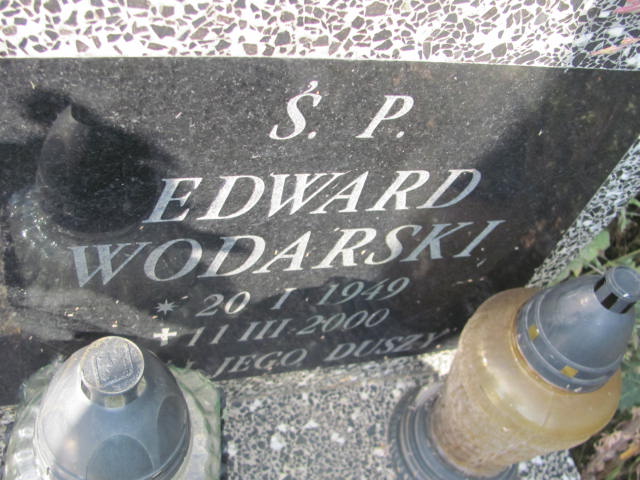 Ś. P.
EDWARD
WODARSKI
* 20 I 1949
✝ 11 III 2000
JEGO DUSZY